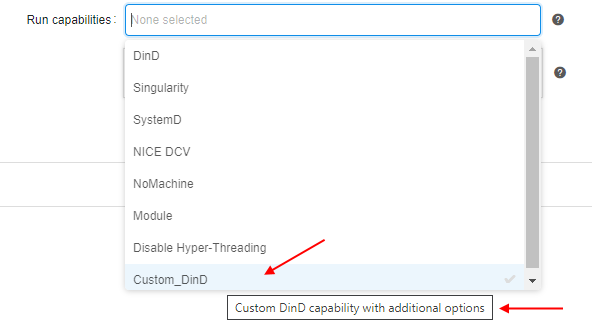 Run capabilities: None selected
DinD
Singularity
SystemD
NICE DCV
NoMachine
Module
Disable Hyper-Threading
Custom_DinD
Custom DinD capability with additional options